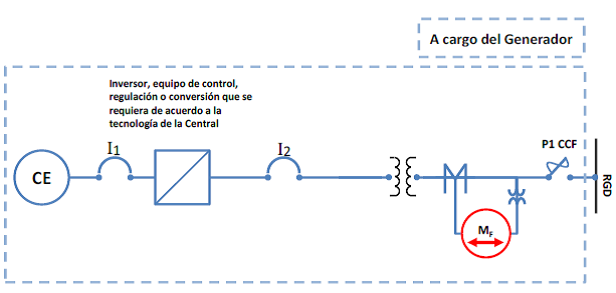 A cargo del Generador
Inversor, equipo de control,
regulación o conversión que se
requiera de acuerdo a la
tecnología de la Central
I1
I2
P1 CCF
CE
RGD
MF